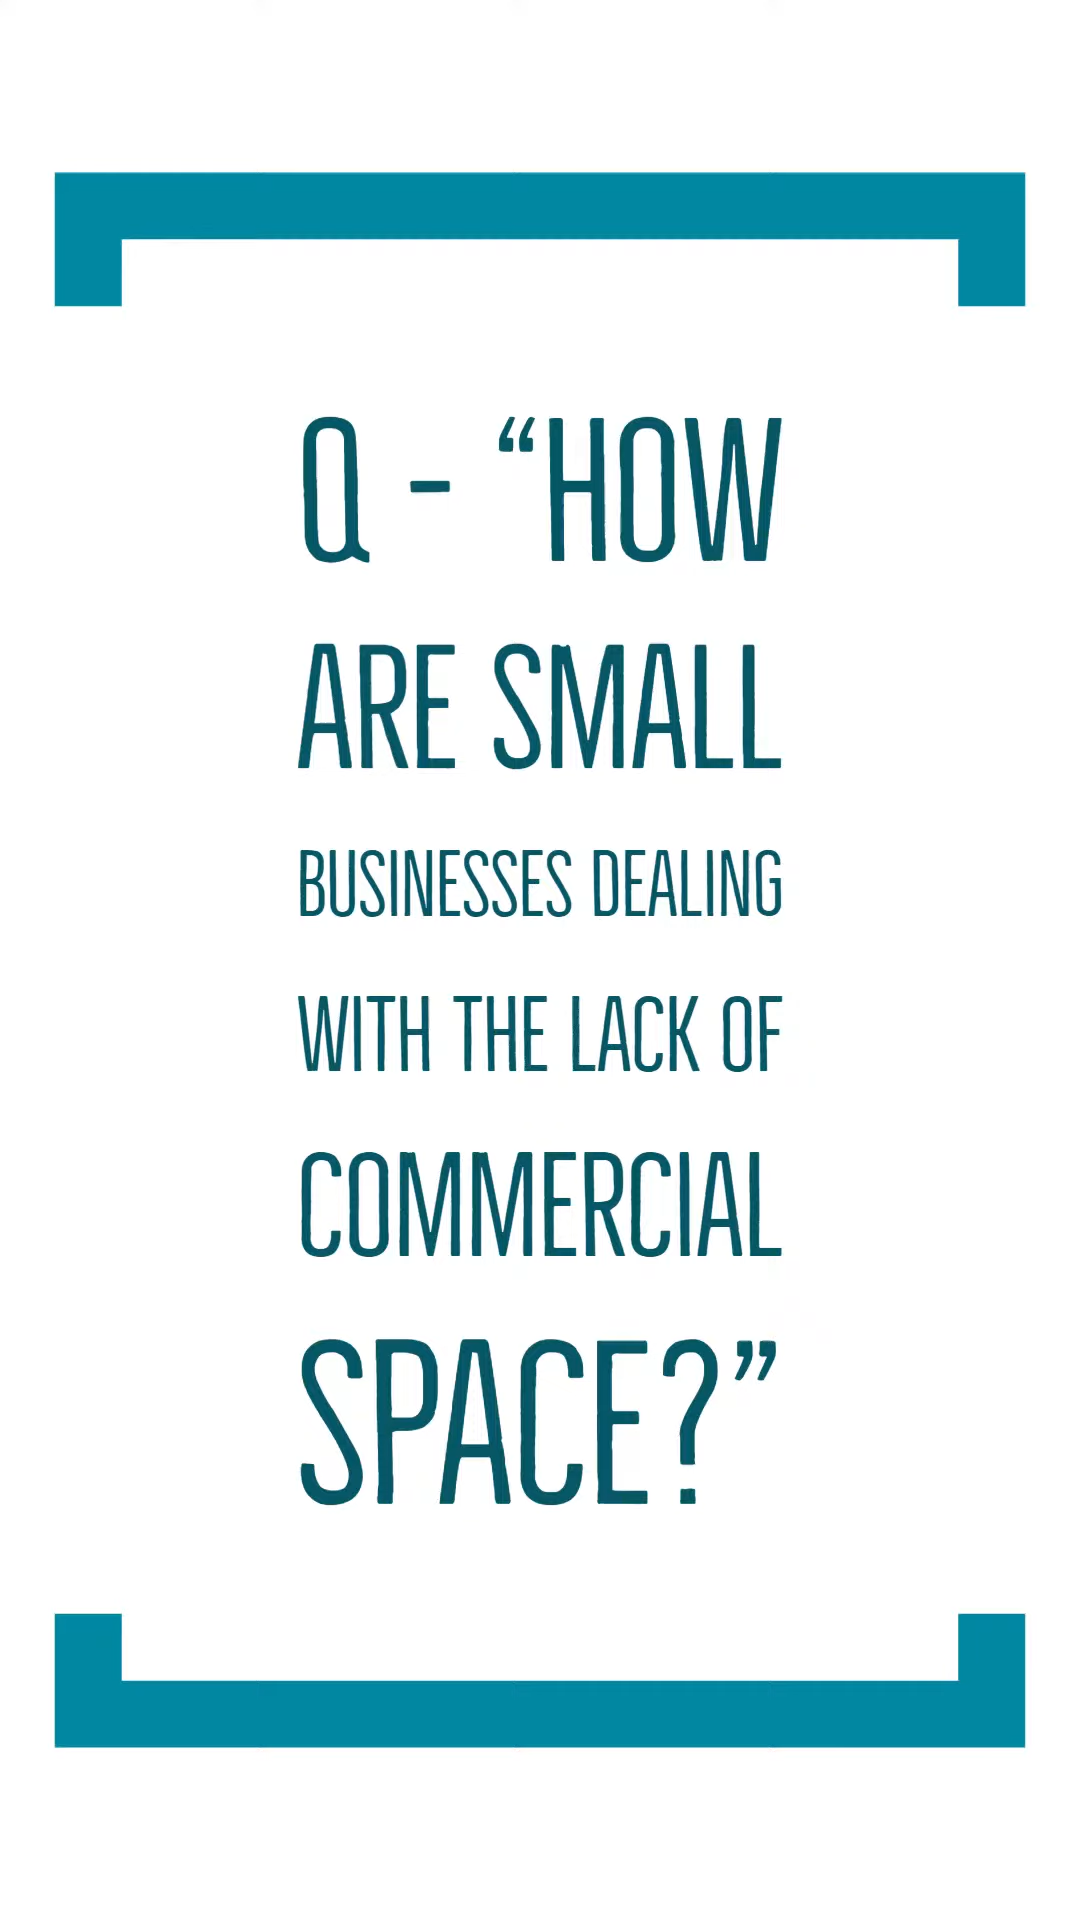 Q - “HOW
ARE SMALL
BUSINESSES DEALING
WITH THE LACK OF
COMMERCIAL
SPACE?”